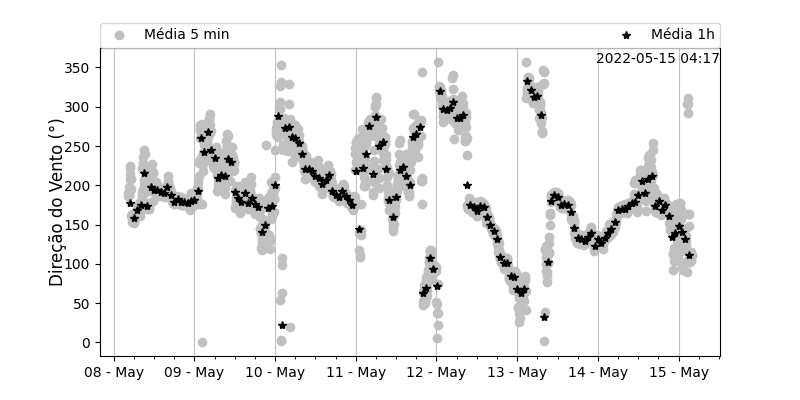 Média 5 min
Média 1h
2022-05-15 04:17
Direção do Vento (°)
350
300
250
200
150
100
50
0
08 - May
09 - May
10 - May
11 - May
12 - May
13 - May
14 - May
15 - May